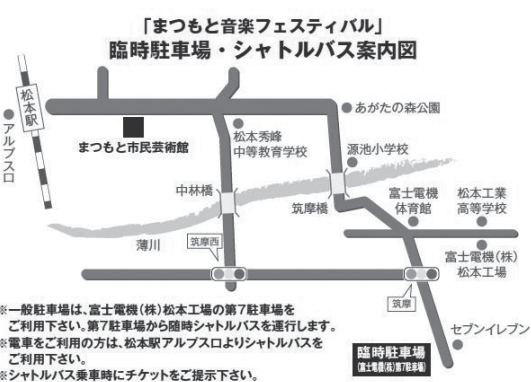 「まつもと音楽フェスティバル」
臨時駐車場・シャトルバス案内図
松本駅
アルプス口
まつもと市民芸術館
松本秀峰
中等教育学校
あがたの森公園
源池小学校
中林橋
筑摩橋
富士電機
体育館
松本工業
高等学校
薄川
筑摩西
富士電機(株)
松本工場
筑摩
セブンイレブン
臨時駐車場
(富士電機(株)第7駐車場)
※一般駐車場は、富士電機(株)松本工場の第7駐車場を
ご利用下さい。第7駐車場から随時シャトルバスを運行します。
※電車をご利用の方は、松本駅アルプス口よりシャトルバスを
ご利用下さい。
※シャトルバス乗車時にチケットをご提示下さい。